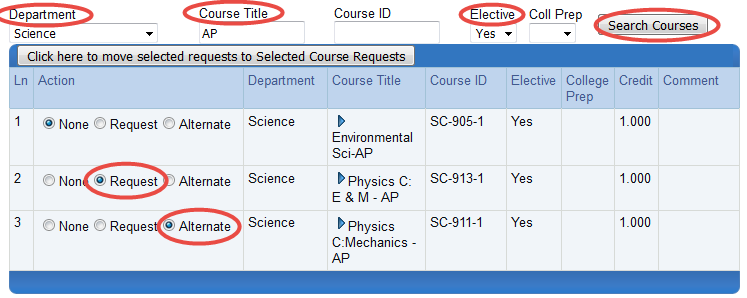 Department Course Title Course ID Elective Coll Prep
Science AP Yes Search Courses
Click here to move selected requests to Selected Course Requests
Ln Action Department Course Title Course ID Elective College Prep Credit Comment
1 None Request Alternate Science Environmental Sci-AP SC-905-1 Yes 1.000
2 None Request Alternate Science Physics C: E & M - AP SC-913-1 Yes 1.000
3 None Request Alternate Science Physics C:Mechanics - AP SC-911-1 Yes 1.000